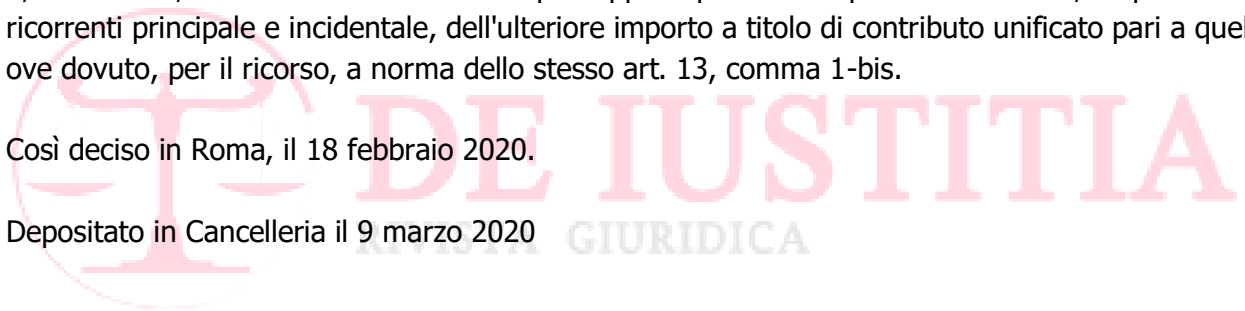 ricorrenti principale e incidentale, dell'ulteriore importo a titolo di contributo unificato pari a quel
ove dovuto, per il ricorso, a norma dello stesso art. 13, comma 1-bis.
DE IUSTITIA
Così deciso in Roma, il 18 febbraio 2020.
Depositato in Cancelleria il 9 marzo 2020
RIVISTA GIURIDICA